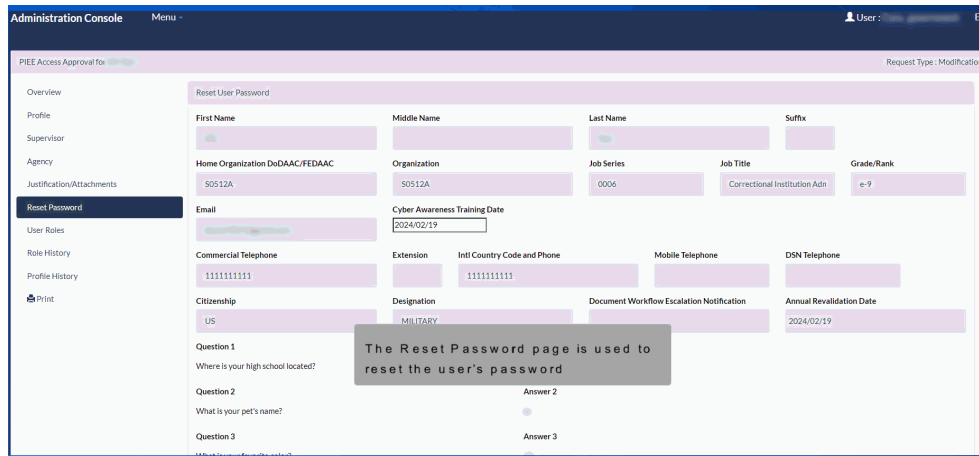 Administration Console Menu User :
PIEE Access Approval for Request Type : Modification
Overview
Profile
Supervisor
Agency
Justification/Attachments
Reset Password
User Roles
Role History
Profile History
Print
Reset User Password
First Name Middle Name Last Name Suffix
Home Organization DoDAAC/FEDAAC Organization Job Series Job Title Grade/Rank
S0512A S0512A 0006 Correctional Institution Adn e-9
Email Cyber Awareness Training Date
2024/02/19
Commercial Telephone Extension Intl Country Code and Phone Mobile Telephone DSN Telephone
1111111111 1111111111
Citizenship Designation Document Workflow Escalation Notification Annual Revalidation Date
US MILITARY 2024/02/19
Question 1
Where is your high school located?
The Reset Password page is used to
reset the user's password
Question 2 Answer 2
What is your pet's name?
Question 3 Answer 3
What is your favorite color?